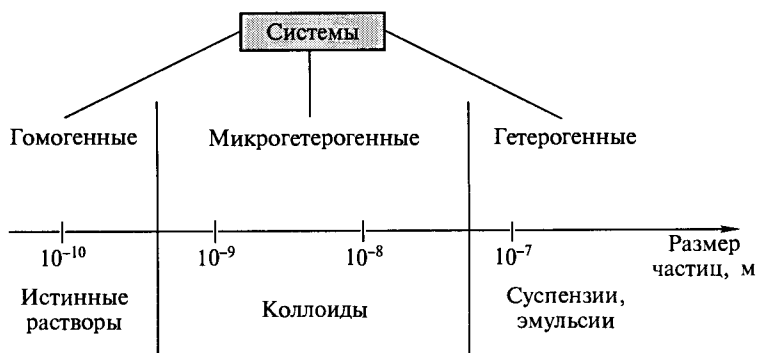 Системы
Гомогенные
Микрогетерогенные
Гетерогенные
10⁻¹⁰
10⁻⁹
10⁻⁸
10⁻⁷
Размер
частиц, м
Истинные
растворы
Коллоиды
Суспензии,
эмульсии